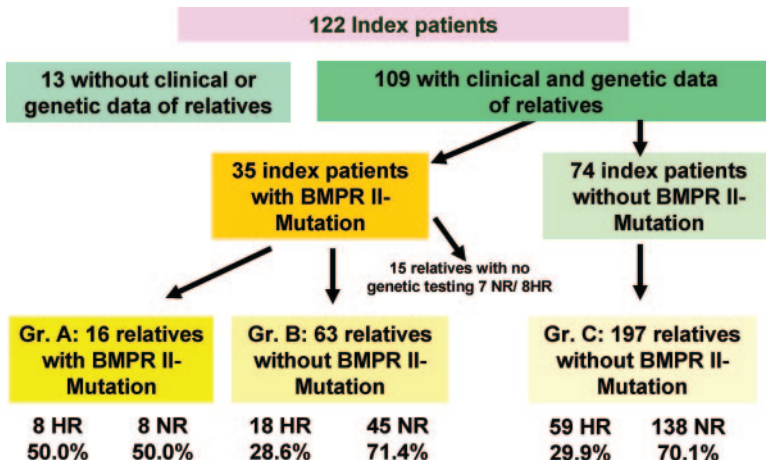 122 Index patients
13 without clinical or
genetic data of relatives
109 with clinical and genetic data
of relatives
35 index patients
with BMPR II-
Mutation
74 index patients
without BMPR II-
Mutation
15 relatives with no
genetic testing 7 NR/ 8HR
Gr. A: 16 relatives
with BMPR II-
Mutation
Gr. B: 63 relatives
without BMPR II-
Mutation
Gr. C: 197 relatives
without BMPR II-
Mutation
8 HR 8 NR
50.0% 50.0%
18 HR 45 NR
28.6% 71.4%
59 HR 138 NR
29.9% 70.1%